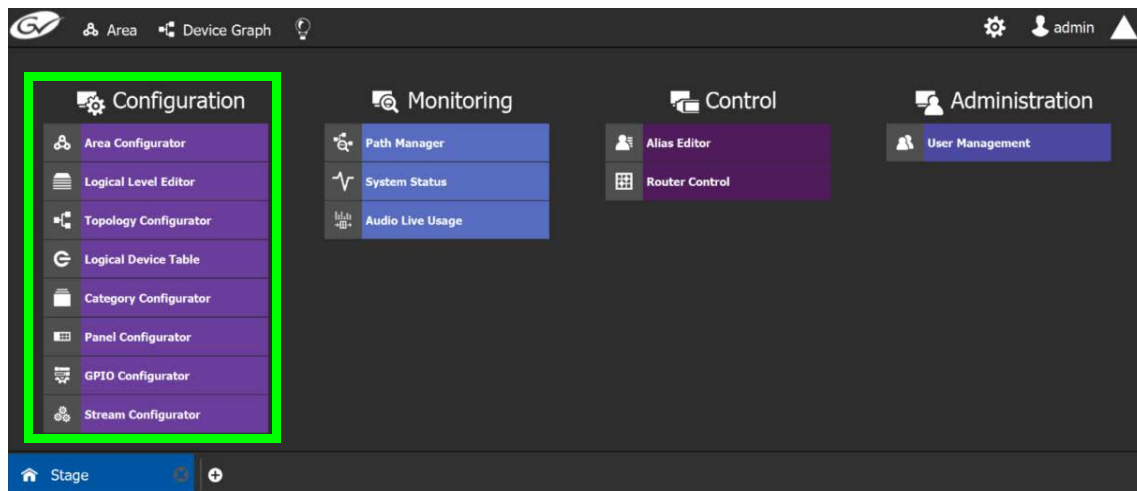 GV Area Device Graph admin
Configuration
Area Configurator
Logical Level Editor
Topology Configurator
Logical Device Table
Category Configurator
Panel Configurator
GPIO Configurator
Stream Configurator
Monitoring
Path Manager
System Status
Audio Live Usage
Control
Alias Editor
Router Control
Administration
User Management
Stage